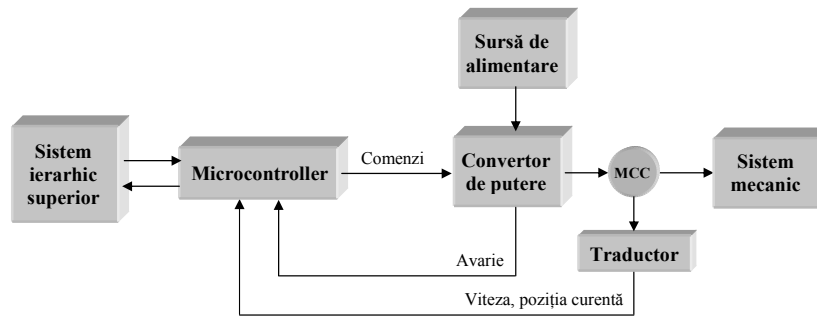 Sursă de
alimentare
Sistem
ierarhic
superior
Microcontroller
Comenzi
Convertor
de putere
MCC
Sistem
mecanic
Avarie
Traductor
Viteza, poziția curentă